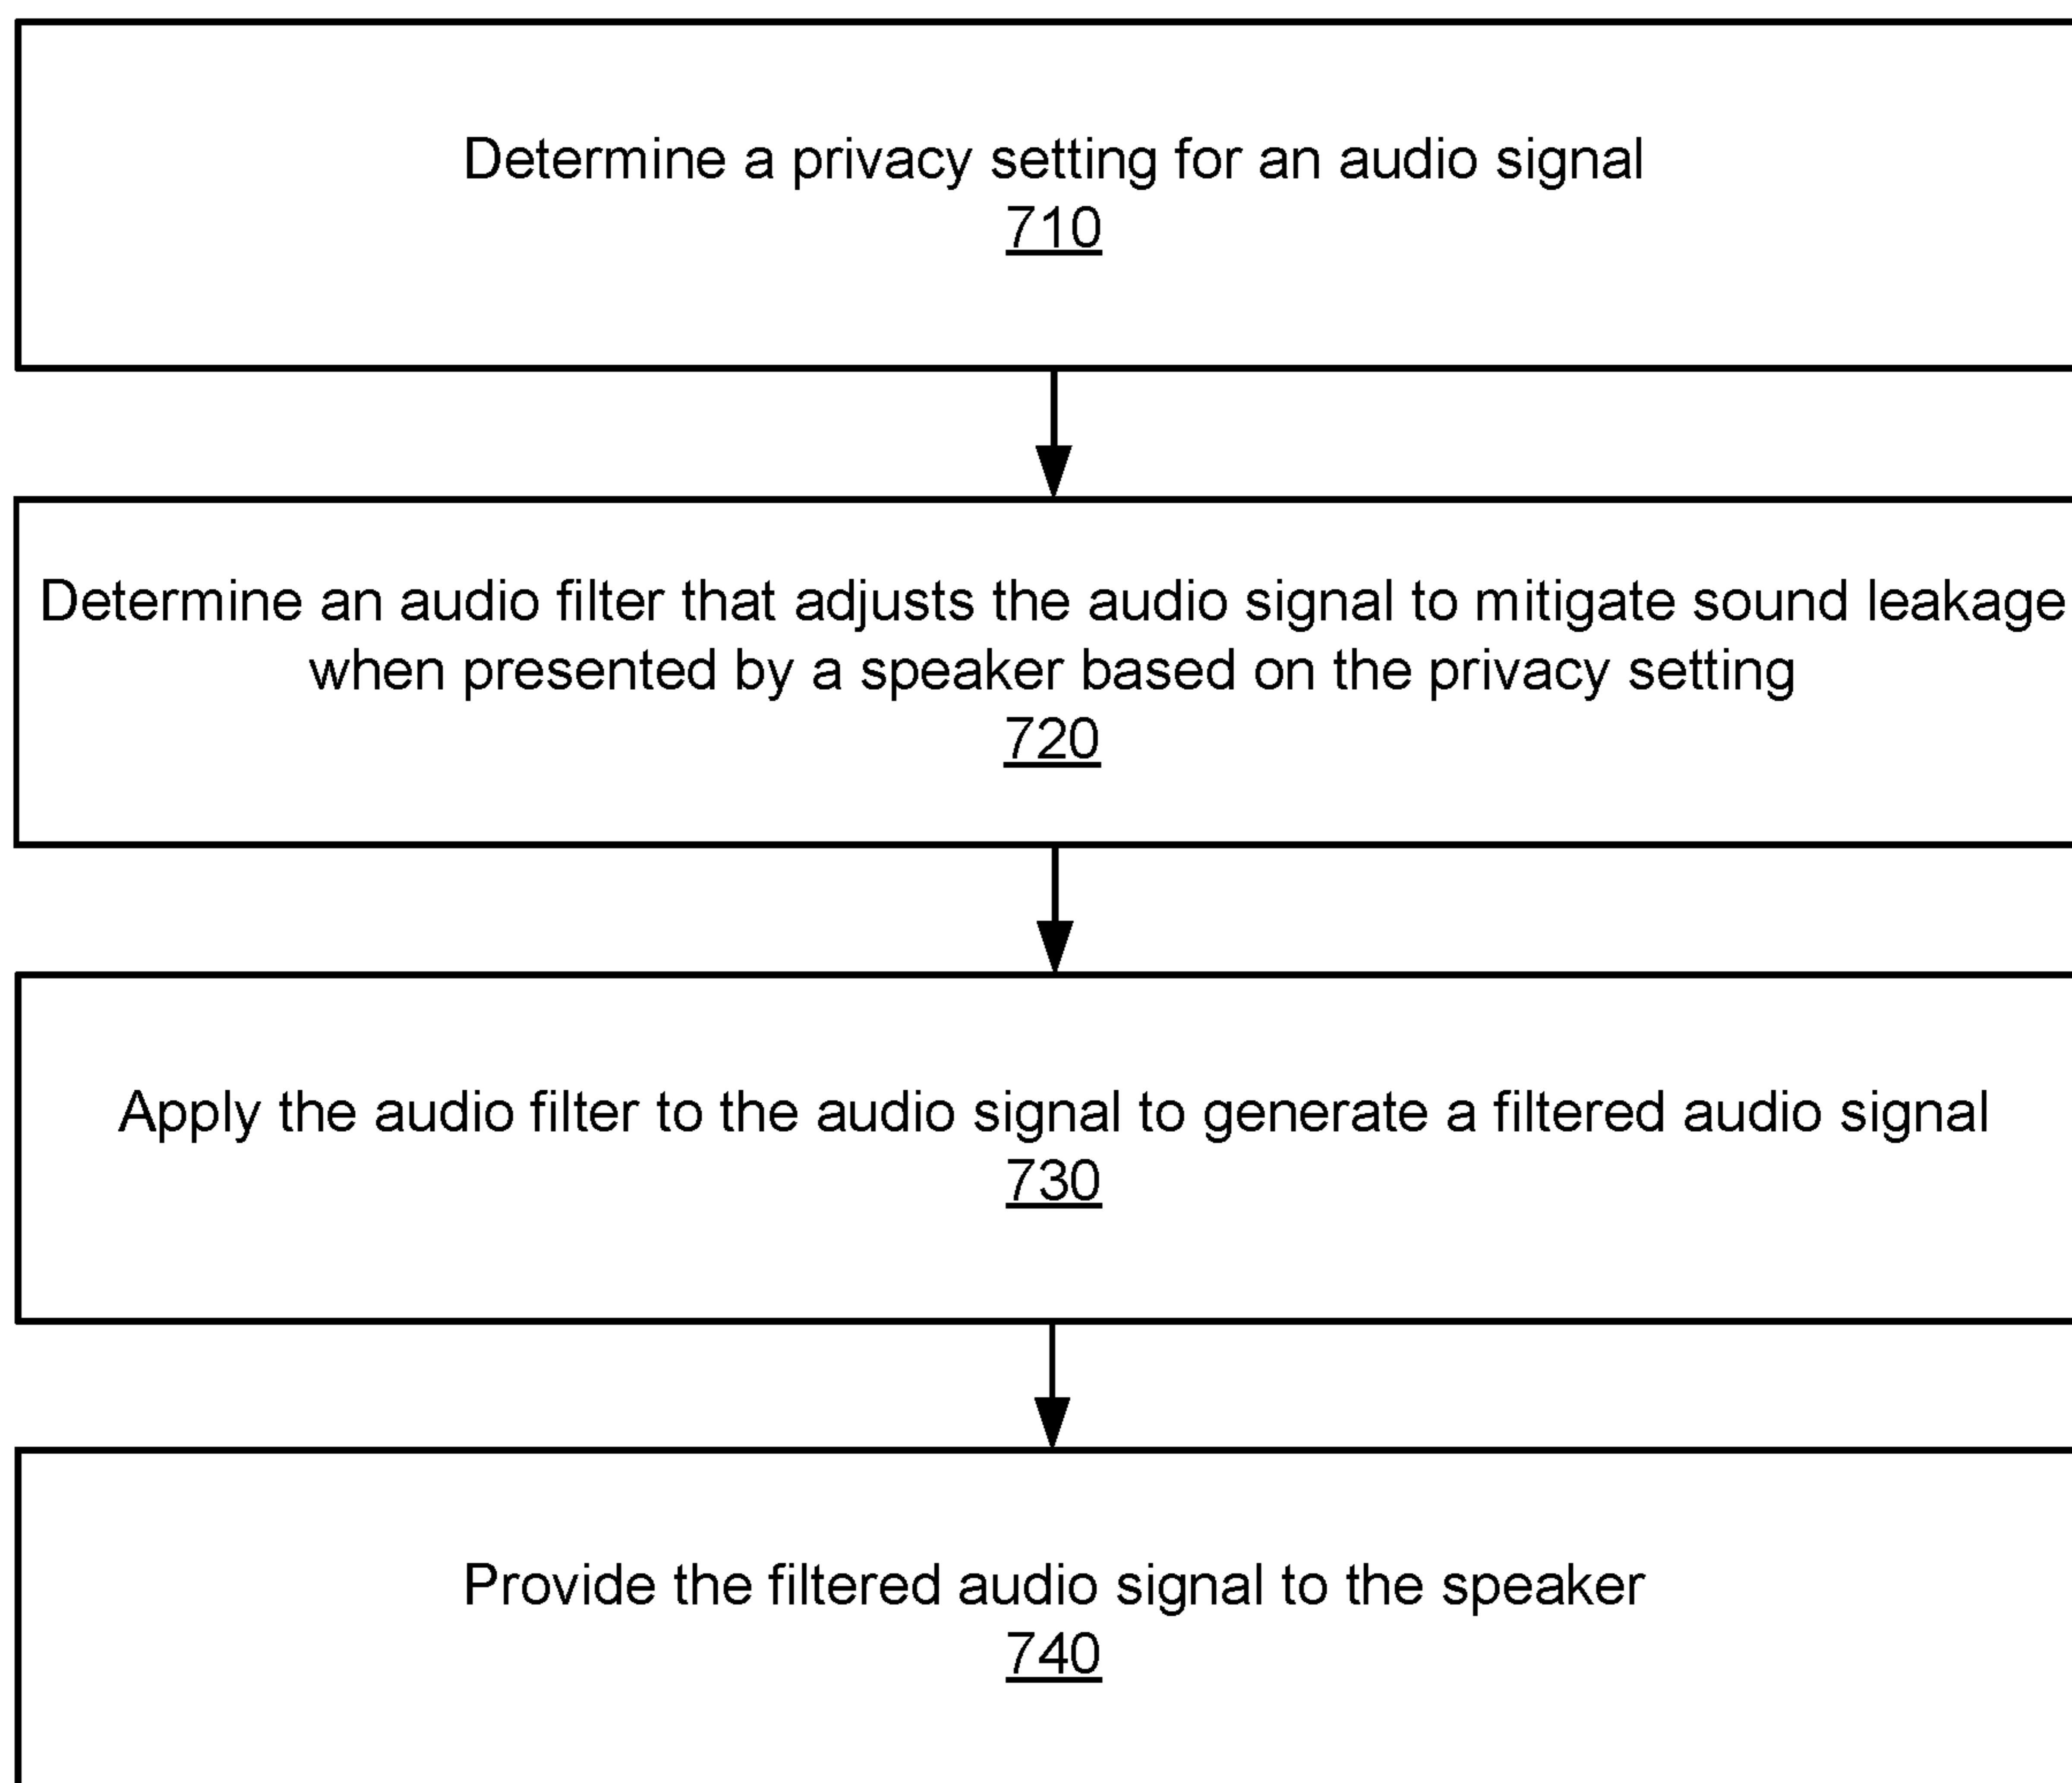 Determine a privacy setting for an audio signal
710
Determine an audio filter that adjusts the audio signal to mitigate sound leakage
when presented by a speaker based on the privacy setting
720
Apply the audio filter to the audio signal to generate a filtered audio signal
730
Provide the filtered audio signal to the speaker
740